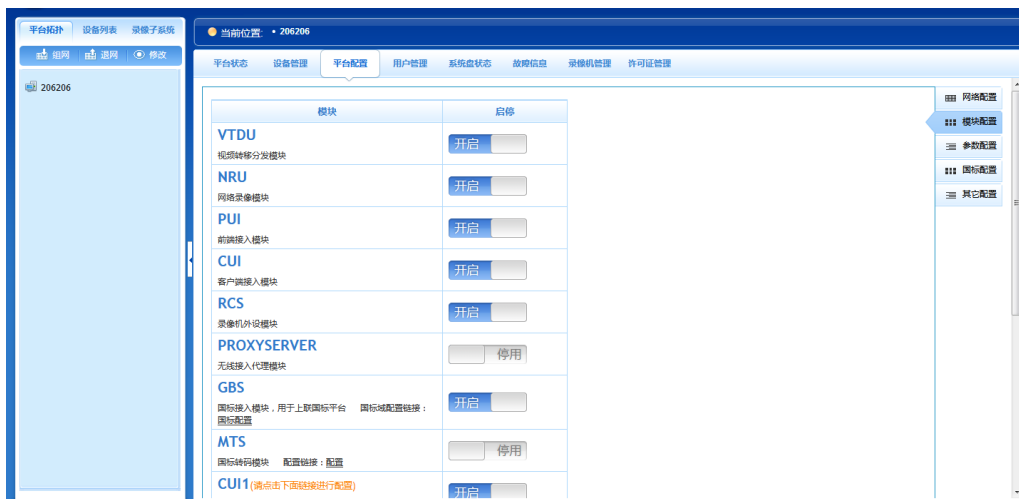 平台拓扑 设备列表 录像子系统
当前位置: • 206206
组网 退网 修改
平台状态 设备管理 平台配置 用户管理 系统盘状态 故障信息 录像机管理 许可证管理
206206
网络配置
模块配置
参数配置
国标配置
其它配置
模块 启停
VTDU
视频转移分发模块
开启
NRU
网络录像模块
开启
PUI
前端接入模块
开启
CUI
客户端接入模块
开启
RCS
录像机外设模块
开启
PROXYSERVER
无线接入代理模块
停用
GBS
国标接入模块，用于上联国标平台 国标域配置链接：
国标配置
开启
MTS
国标转码模块 配置链接：配置
停用
CUI1(请点击下面链接进行配置)
开启